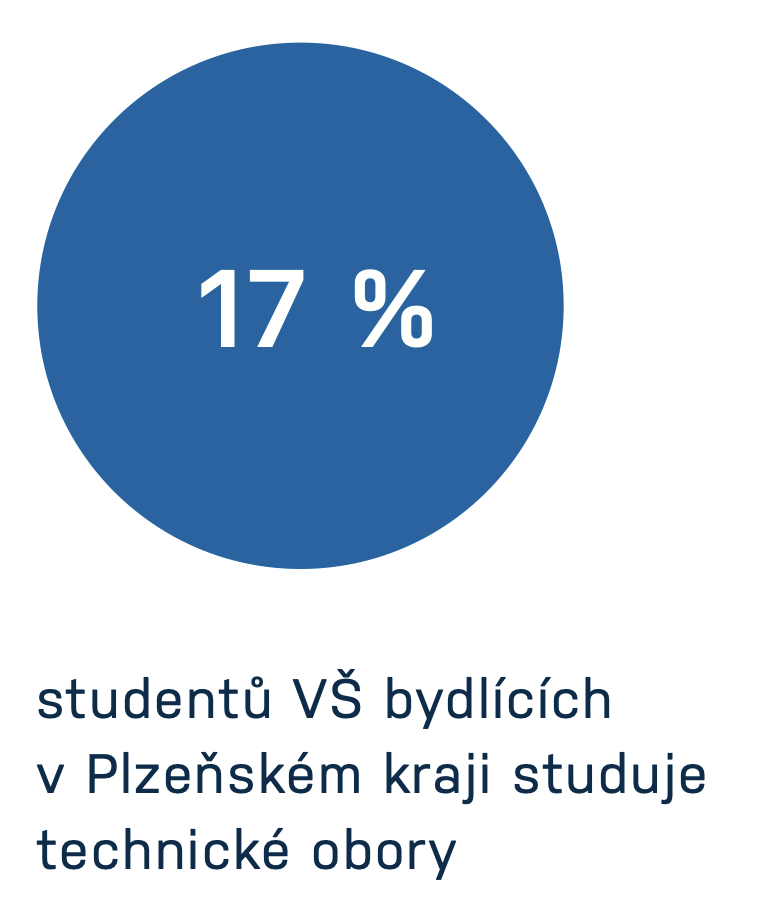 17 %
studentů VŠ bydlících
v Plzeňském kraji studuje
technické obory